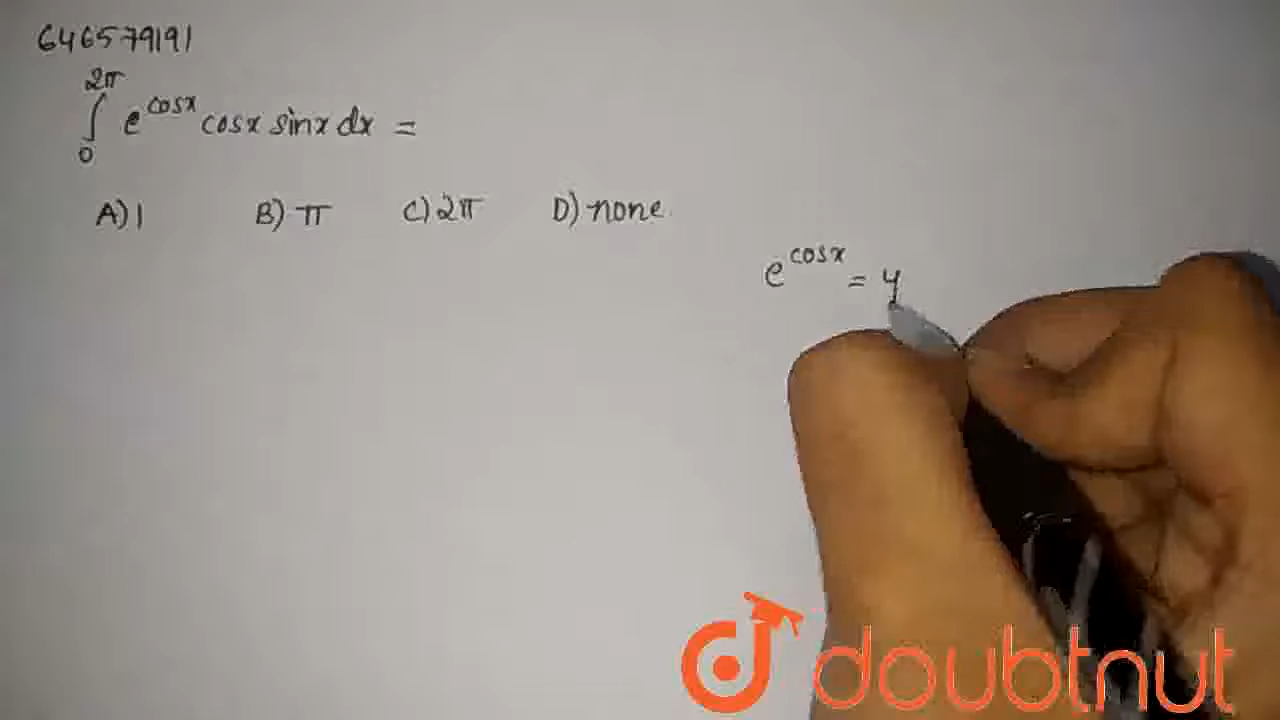 646579191
∫₀^{2π} e^{cosx} cosx sinx dx =
A) 1 B) π C) 2π D) none.
e^{cosx} = y
doubtnut